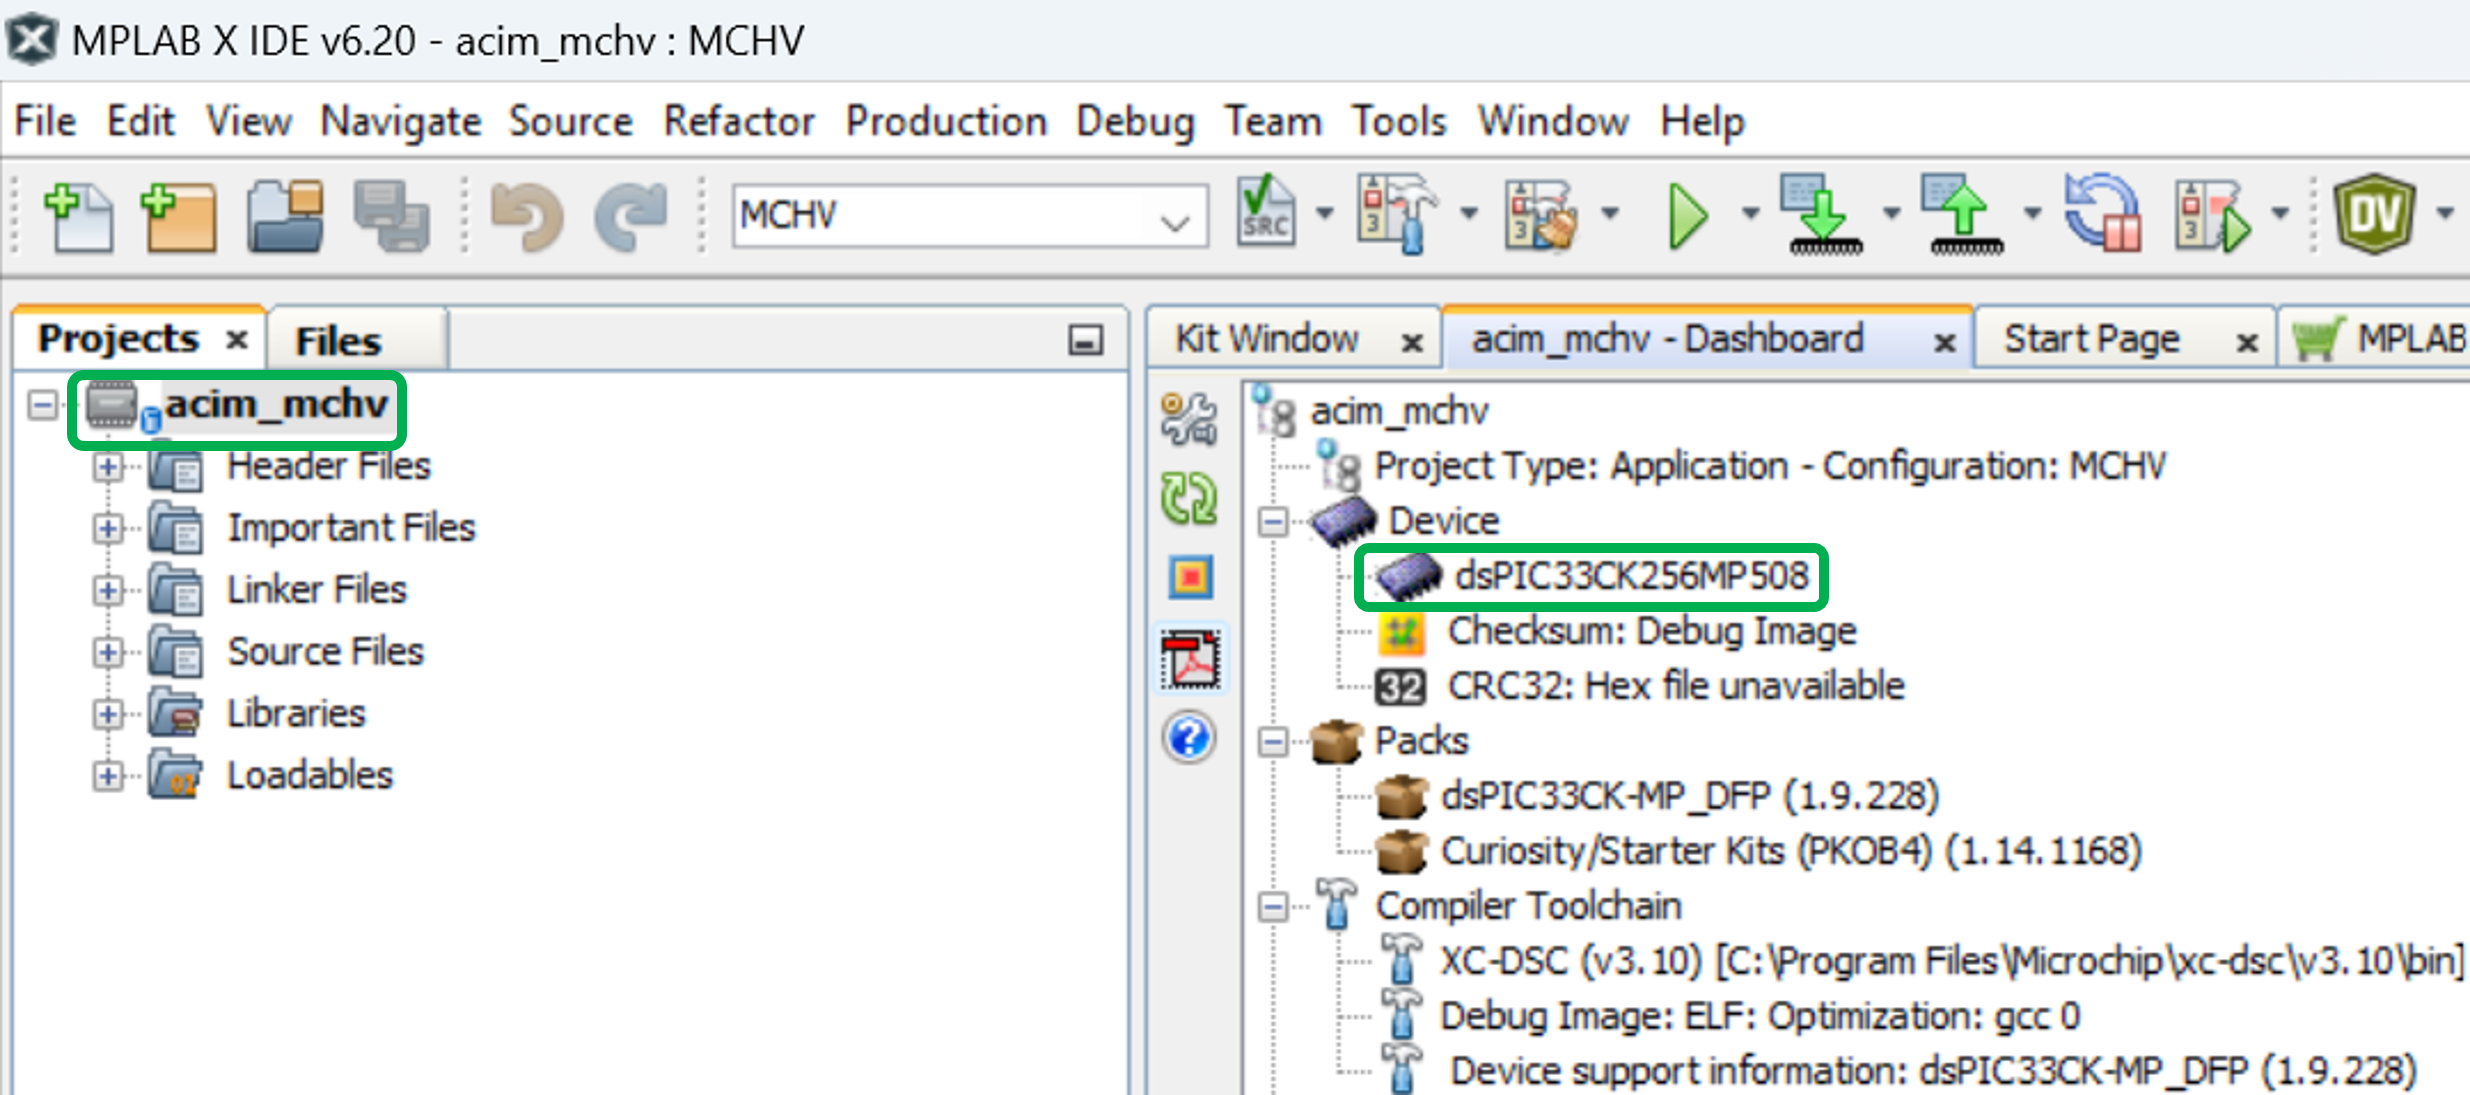 MPLAB X IDE v6.20 - acim_mchv : MCHV
File Edit View Navigate Source Refactor Production Debug Team Tools Window Help
MCHV
SRC
3
3
3
DV
Projects
Files
Kit Window
acim_mchv - Dashboard
Start Page
MPLAB
acim_mchv
Header Files
Important Files
Linker Files
Source Files
Libraries
Loadables
acim_mchv
Project Type: Application - Configuration: MCHV
Device
dsPIC33CK256MP508
Checksum: Debug Image
32 CRC32: Hex file unavailable
Packs
dsPIC33CK-MP_DFP (1.9.228)
Curiosity/Starter Kits (PKOB4) (1.14.1168)
Compiler Toolchain
XC-DSC (v3.10) [C:\Program Files\Microchip\xc-dsc\v3.10\bin]
Debug Image: ELF: Optimization: gcc 0
Device support information: dsPIC33CK-MP_DFP (1.9.228)